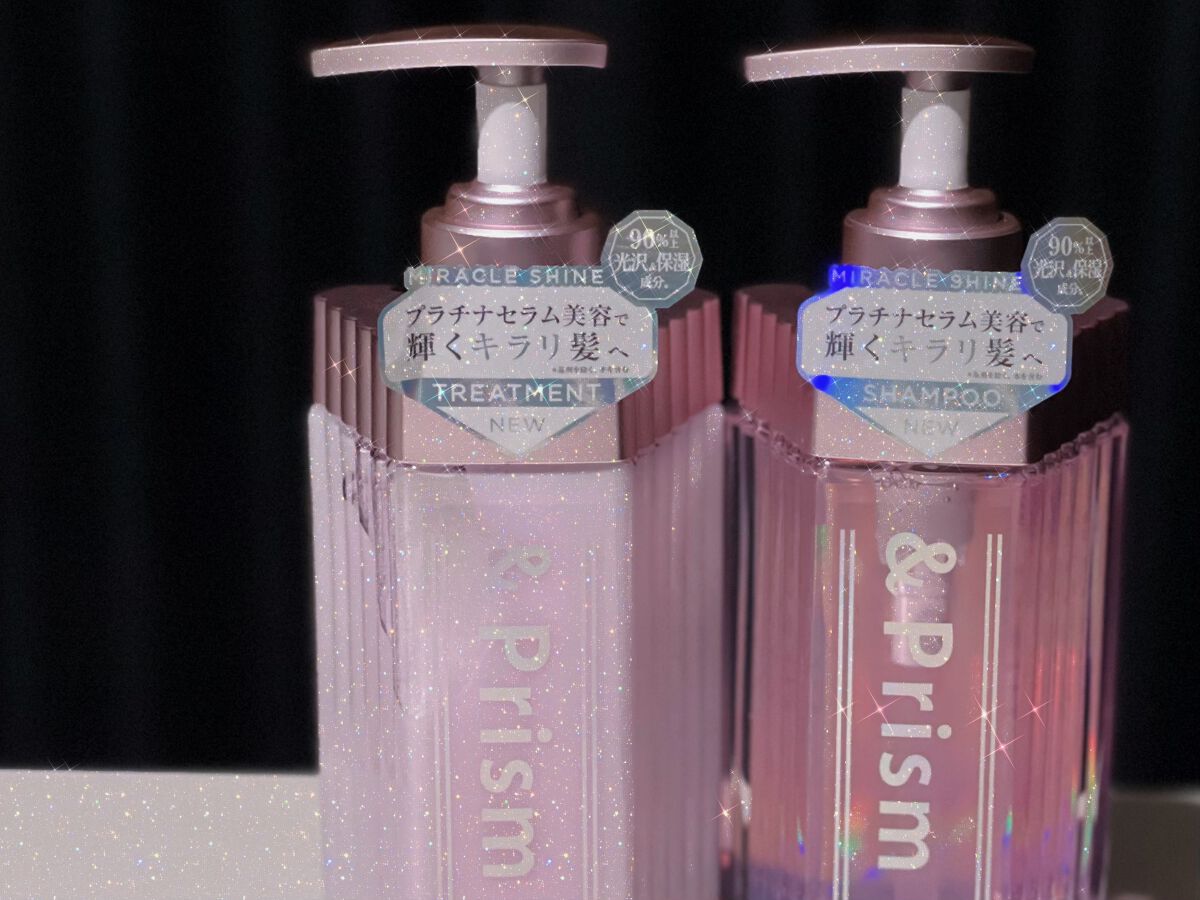 90%以上
光沢&保湿
成分*
MIRACLE SHINE
プラチナセラム美容で
輝くキラリ髪へ
TREATMENT
NEW
& Prism
90%以上
光沢&保湿
成分*
MIRACLE SHINE
プラチナセラム美容で
輝くキラリ髪へ
SHAMPOO
NEW
& Prism